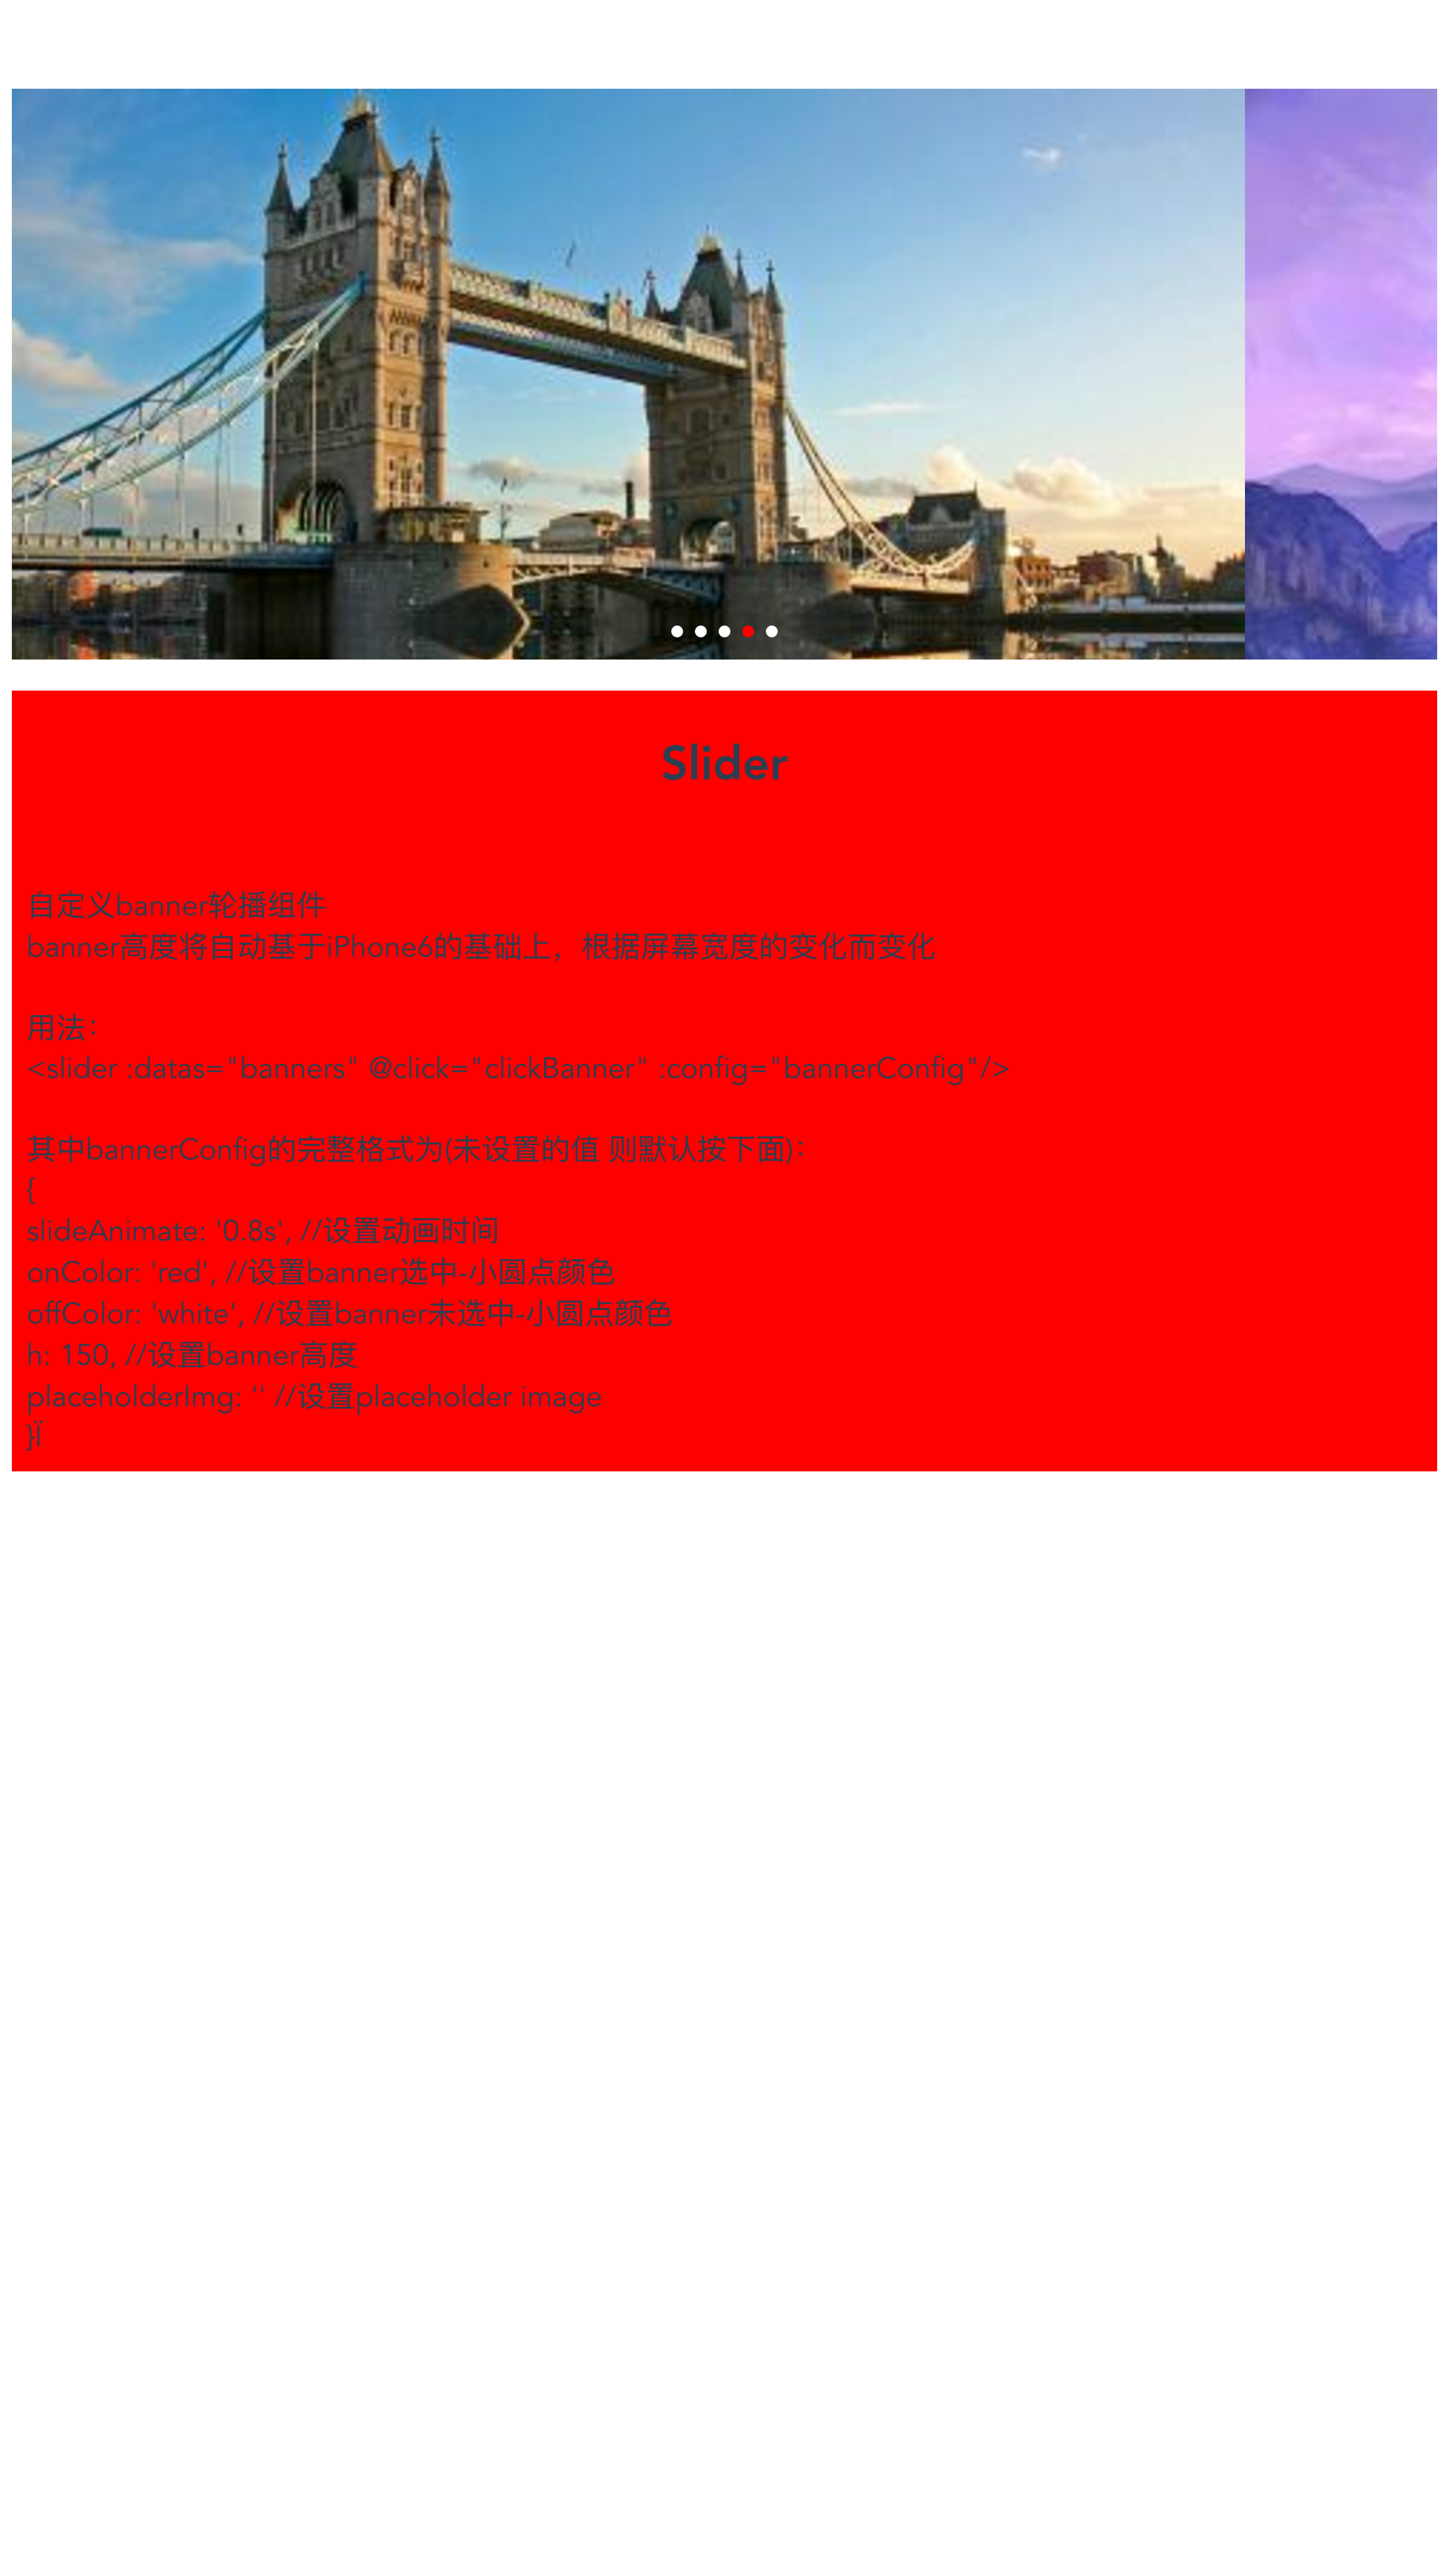 Slider
自定义banner轮播组件
banner高度将自动基于iPhone6的基础上，根据屏幕宽度的变化而变化
用法：
<slider :datas="banners" @click="clickBanner" :config="bannerConfig"/>
其中bannerConfig的完整格式为(未设置的值 则默认按下面)：
{
slideAnimate: '0.8s', //设置动画时间
onColor: 'red', //设置banner选中-小圆点颜色
offColor: 'white', //设置banner未选中-小圆点颜色
h: 150, //设置banner高度
placeholderImg: '' //设置placeholder image
}Ï